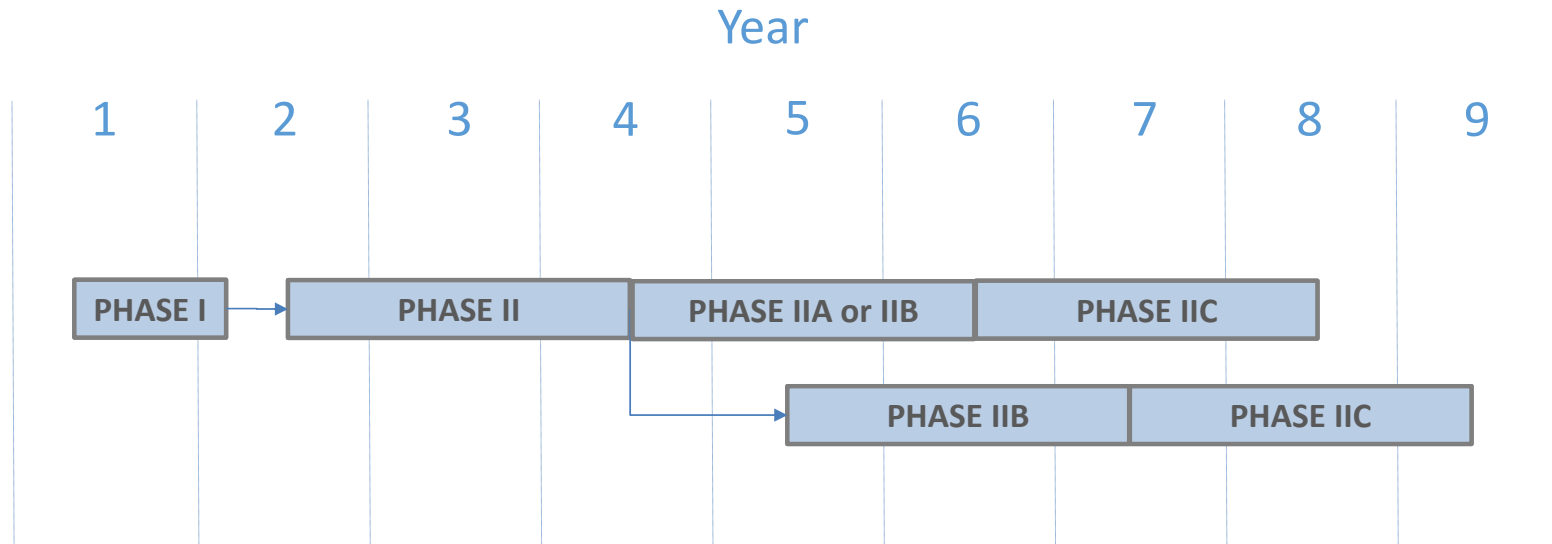 Year
1 2 3 4 5 6 7 8 9
PHASE I PHASE II PHASE IIA or IIB PHASE IIC
PHASE IIB PHASE IIC